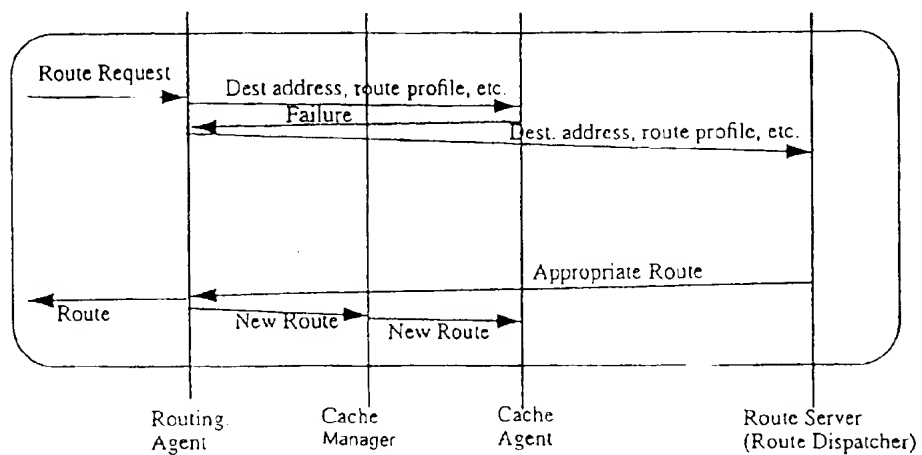 Route Request
Dest address, route profile, etc.
Failure
Dest. address, route profile, etc.
Appropriate Route
Route
New Route
New Route
Routing
Agent
Cache
Manager
Cache
Agent
Route Server
(Route Dispatcher)